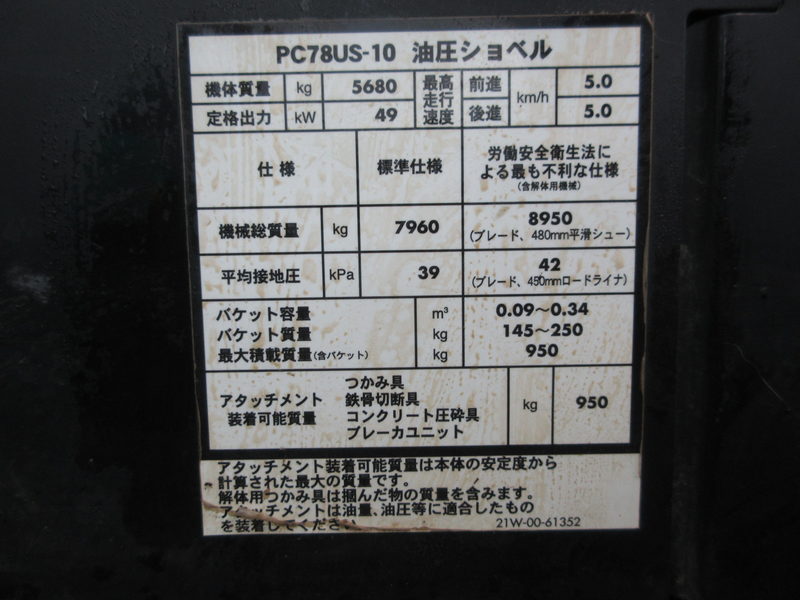 PC78US-10 油圧ショベル
機体質量 kg 5680 最高走行速度 前進 km/h 5.0
定格出力 kW 49 後進 5.0
仕様 標準仕様 労働安全衛生法による最も不利な仕様(含解体用機械)
機械総質量 kg 7960 8950
(ブレード、480mm平滑シュー)
平均接地圧 kPa 39 42
(ブレード、450mmロードライナ)
バケット容量 m³ 0.09～0.34
バケット質量 kg 145～250
最大積載質量(含バケット) kg 950
アタッチメント装着可能質量 つかみ具 kg 950
鉄骨切断具
コンクリート圧砕具
ブレーカユニット
アタッチメント装着可能質量は本体の安定度から
計算された最大の質量です。
解体用つかみ具は掴んだ物の質量を含みます。
アタッチメントは油量、油圧等に適合したもの
を装着してください。 21W-00-61352